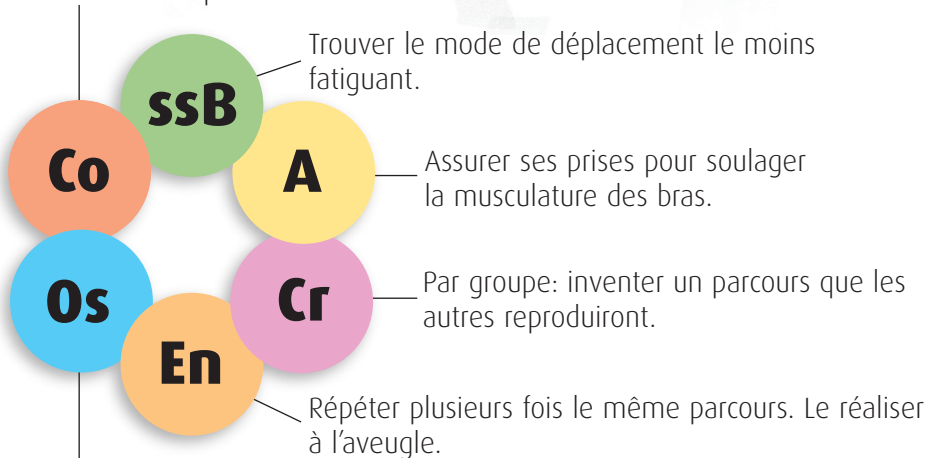 Trouver le mode de déplacement le moins
fatiguant.
ssB
Co
A
Assurer ses prises pour soulager
la musculature des bras.
Os
Cr
Par groupe: inventer un parcours que les
autres reproduiront.
En
Répéter plusieurs fois le même parcours. Le réaliser
à l'aveugle.